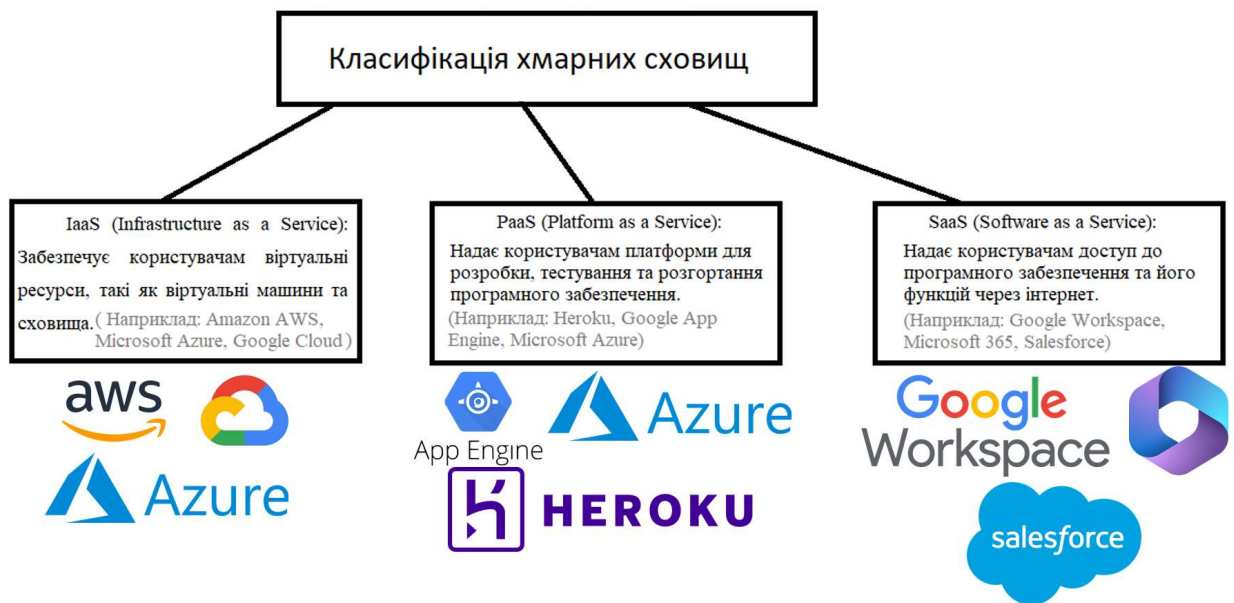 Класифікація хмарних сховищ
IaaS (Infrastructure as a Service):
Забезпечує користувачам віртуальні
ресурси, такі як віртуальні машини та
сховища. ( Наприклад: Amazon AWS,
Microsoft Azure, Google Cloud )
PaaS (Platform as a Service):
Надає користувачам платформи для
розробки, тестування та розгортання
програмного забезпечення.
(Наприклад: Heroku, Google App
Engine, Microsoft Azure)
SaaS (Software as a Service):
Надає користувачам доступ до
програмного забезпечення та його
функцій через інтернет.
(Наприклад: Google Workspace,
Microsoft 365, Salesforce)
aws
Azure
App Engine
Azure
HEROKU
Google
Workspace
salesforce